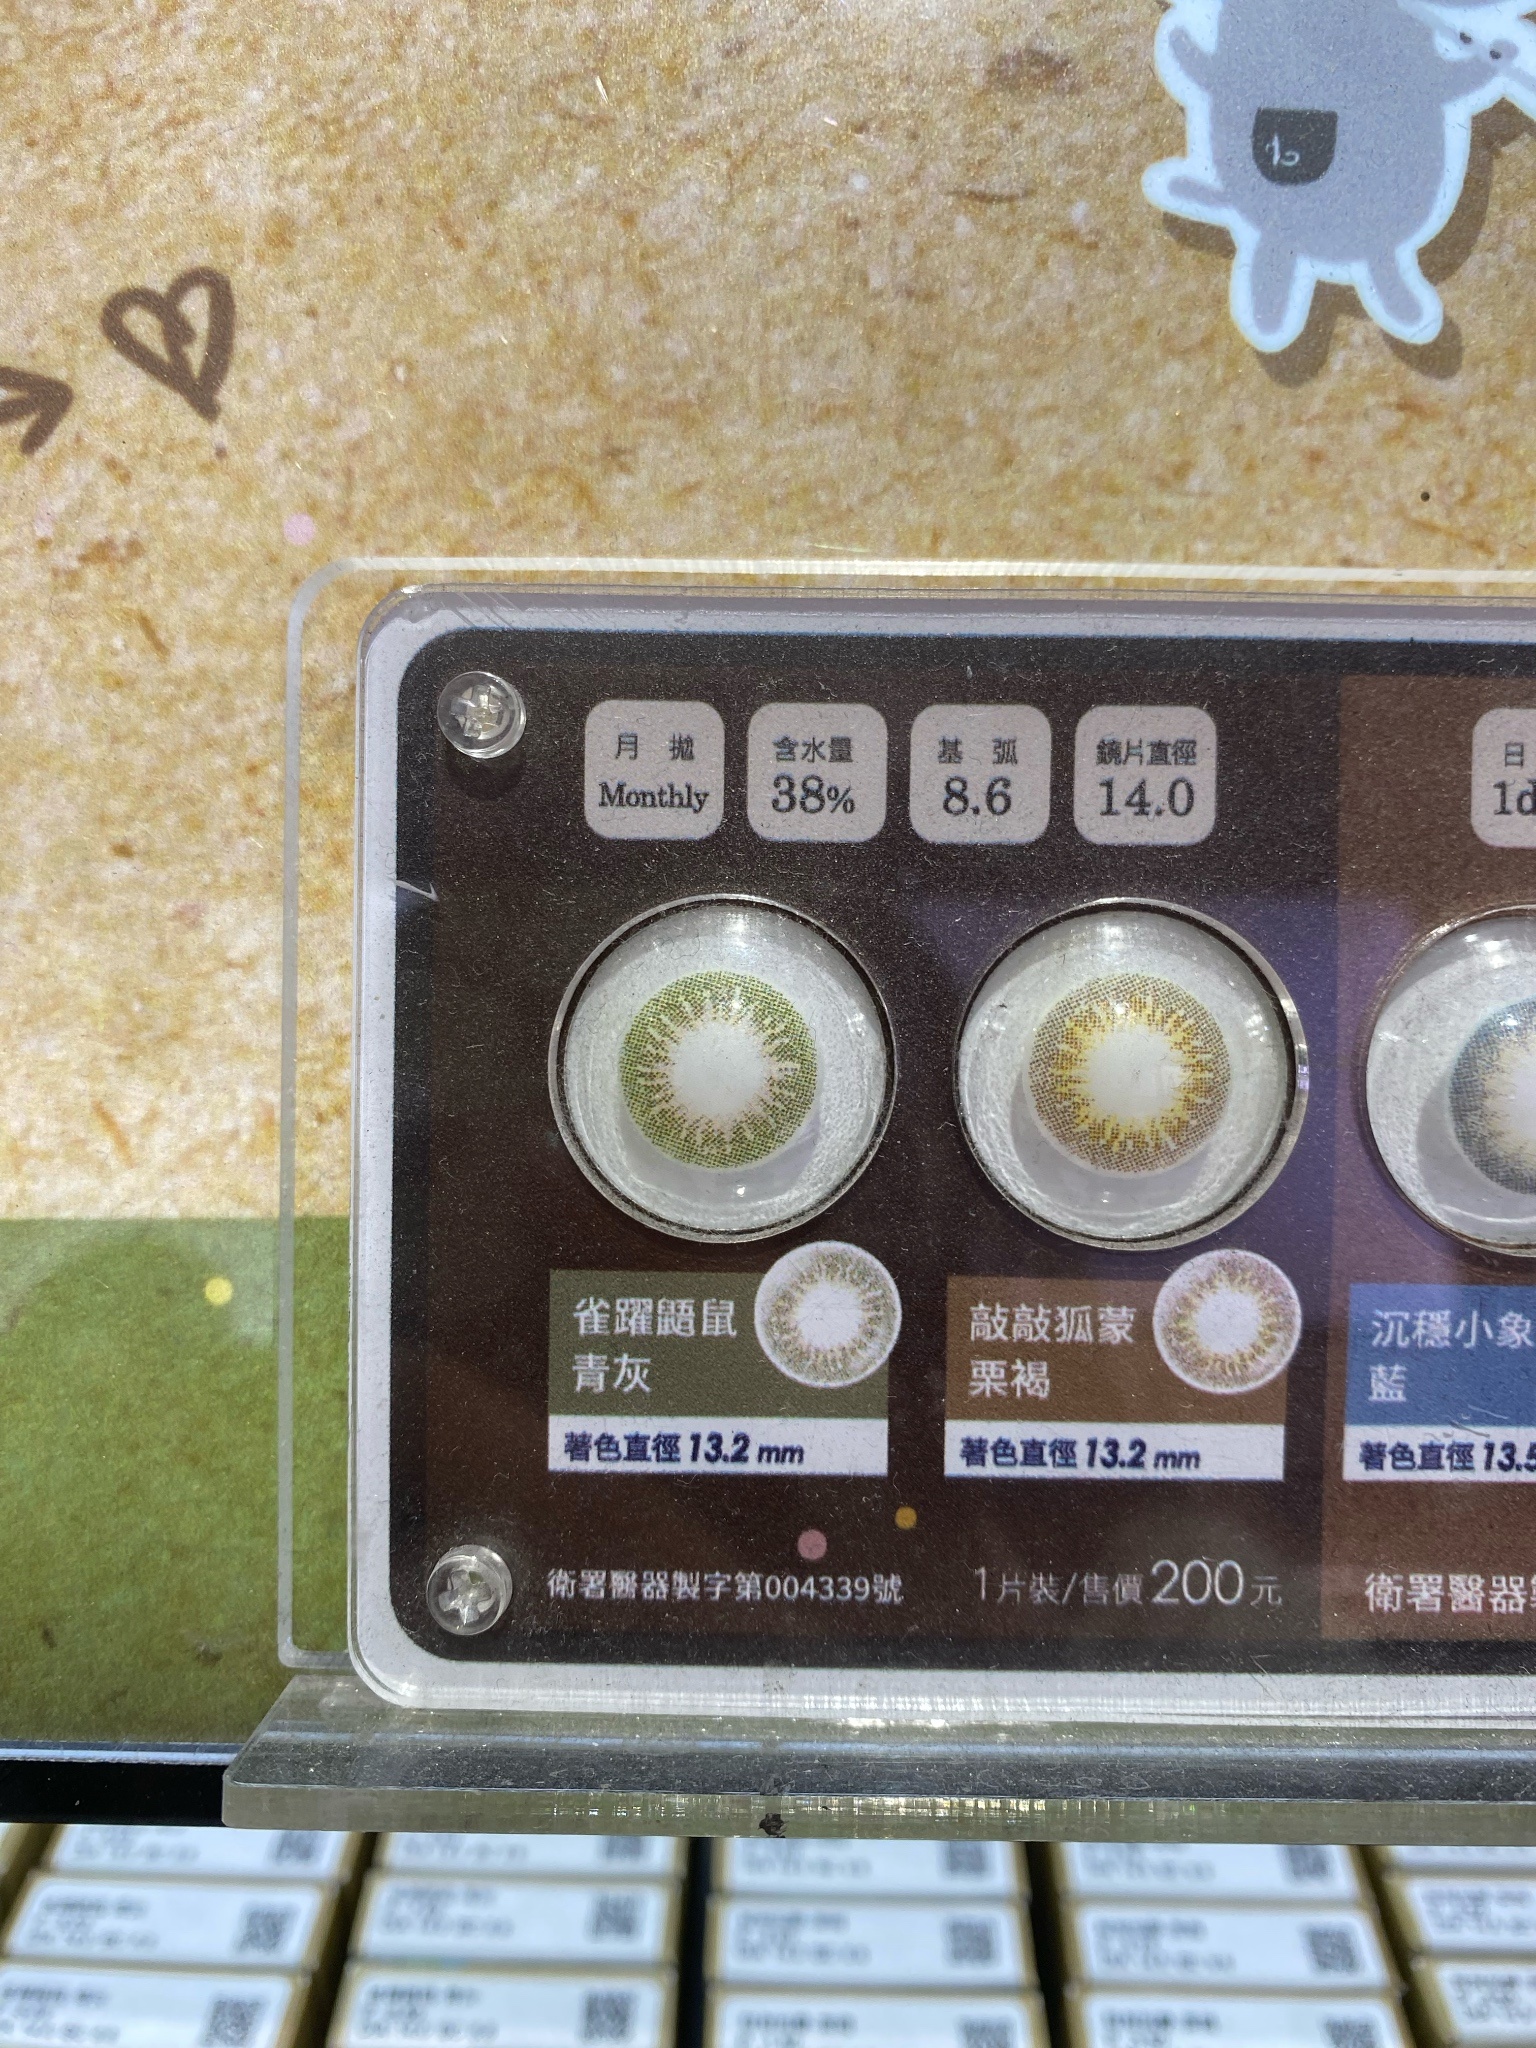 月拋
Monthly
含水量
38%
基弧
8.6
鏡片直徑
14.0
日
1d
雀躍鼯鼠
青灰
著色直徑 13.2 mm
敲敲狐蒙
栗褐
著色直徑 13.2 mm
沉穩小象
藍
著色直徑 13.5
衛署醫器製字第004339號
1片裝/售價200元
衛署醫器製